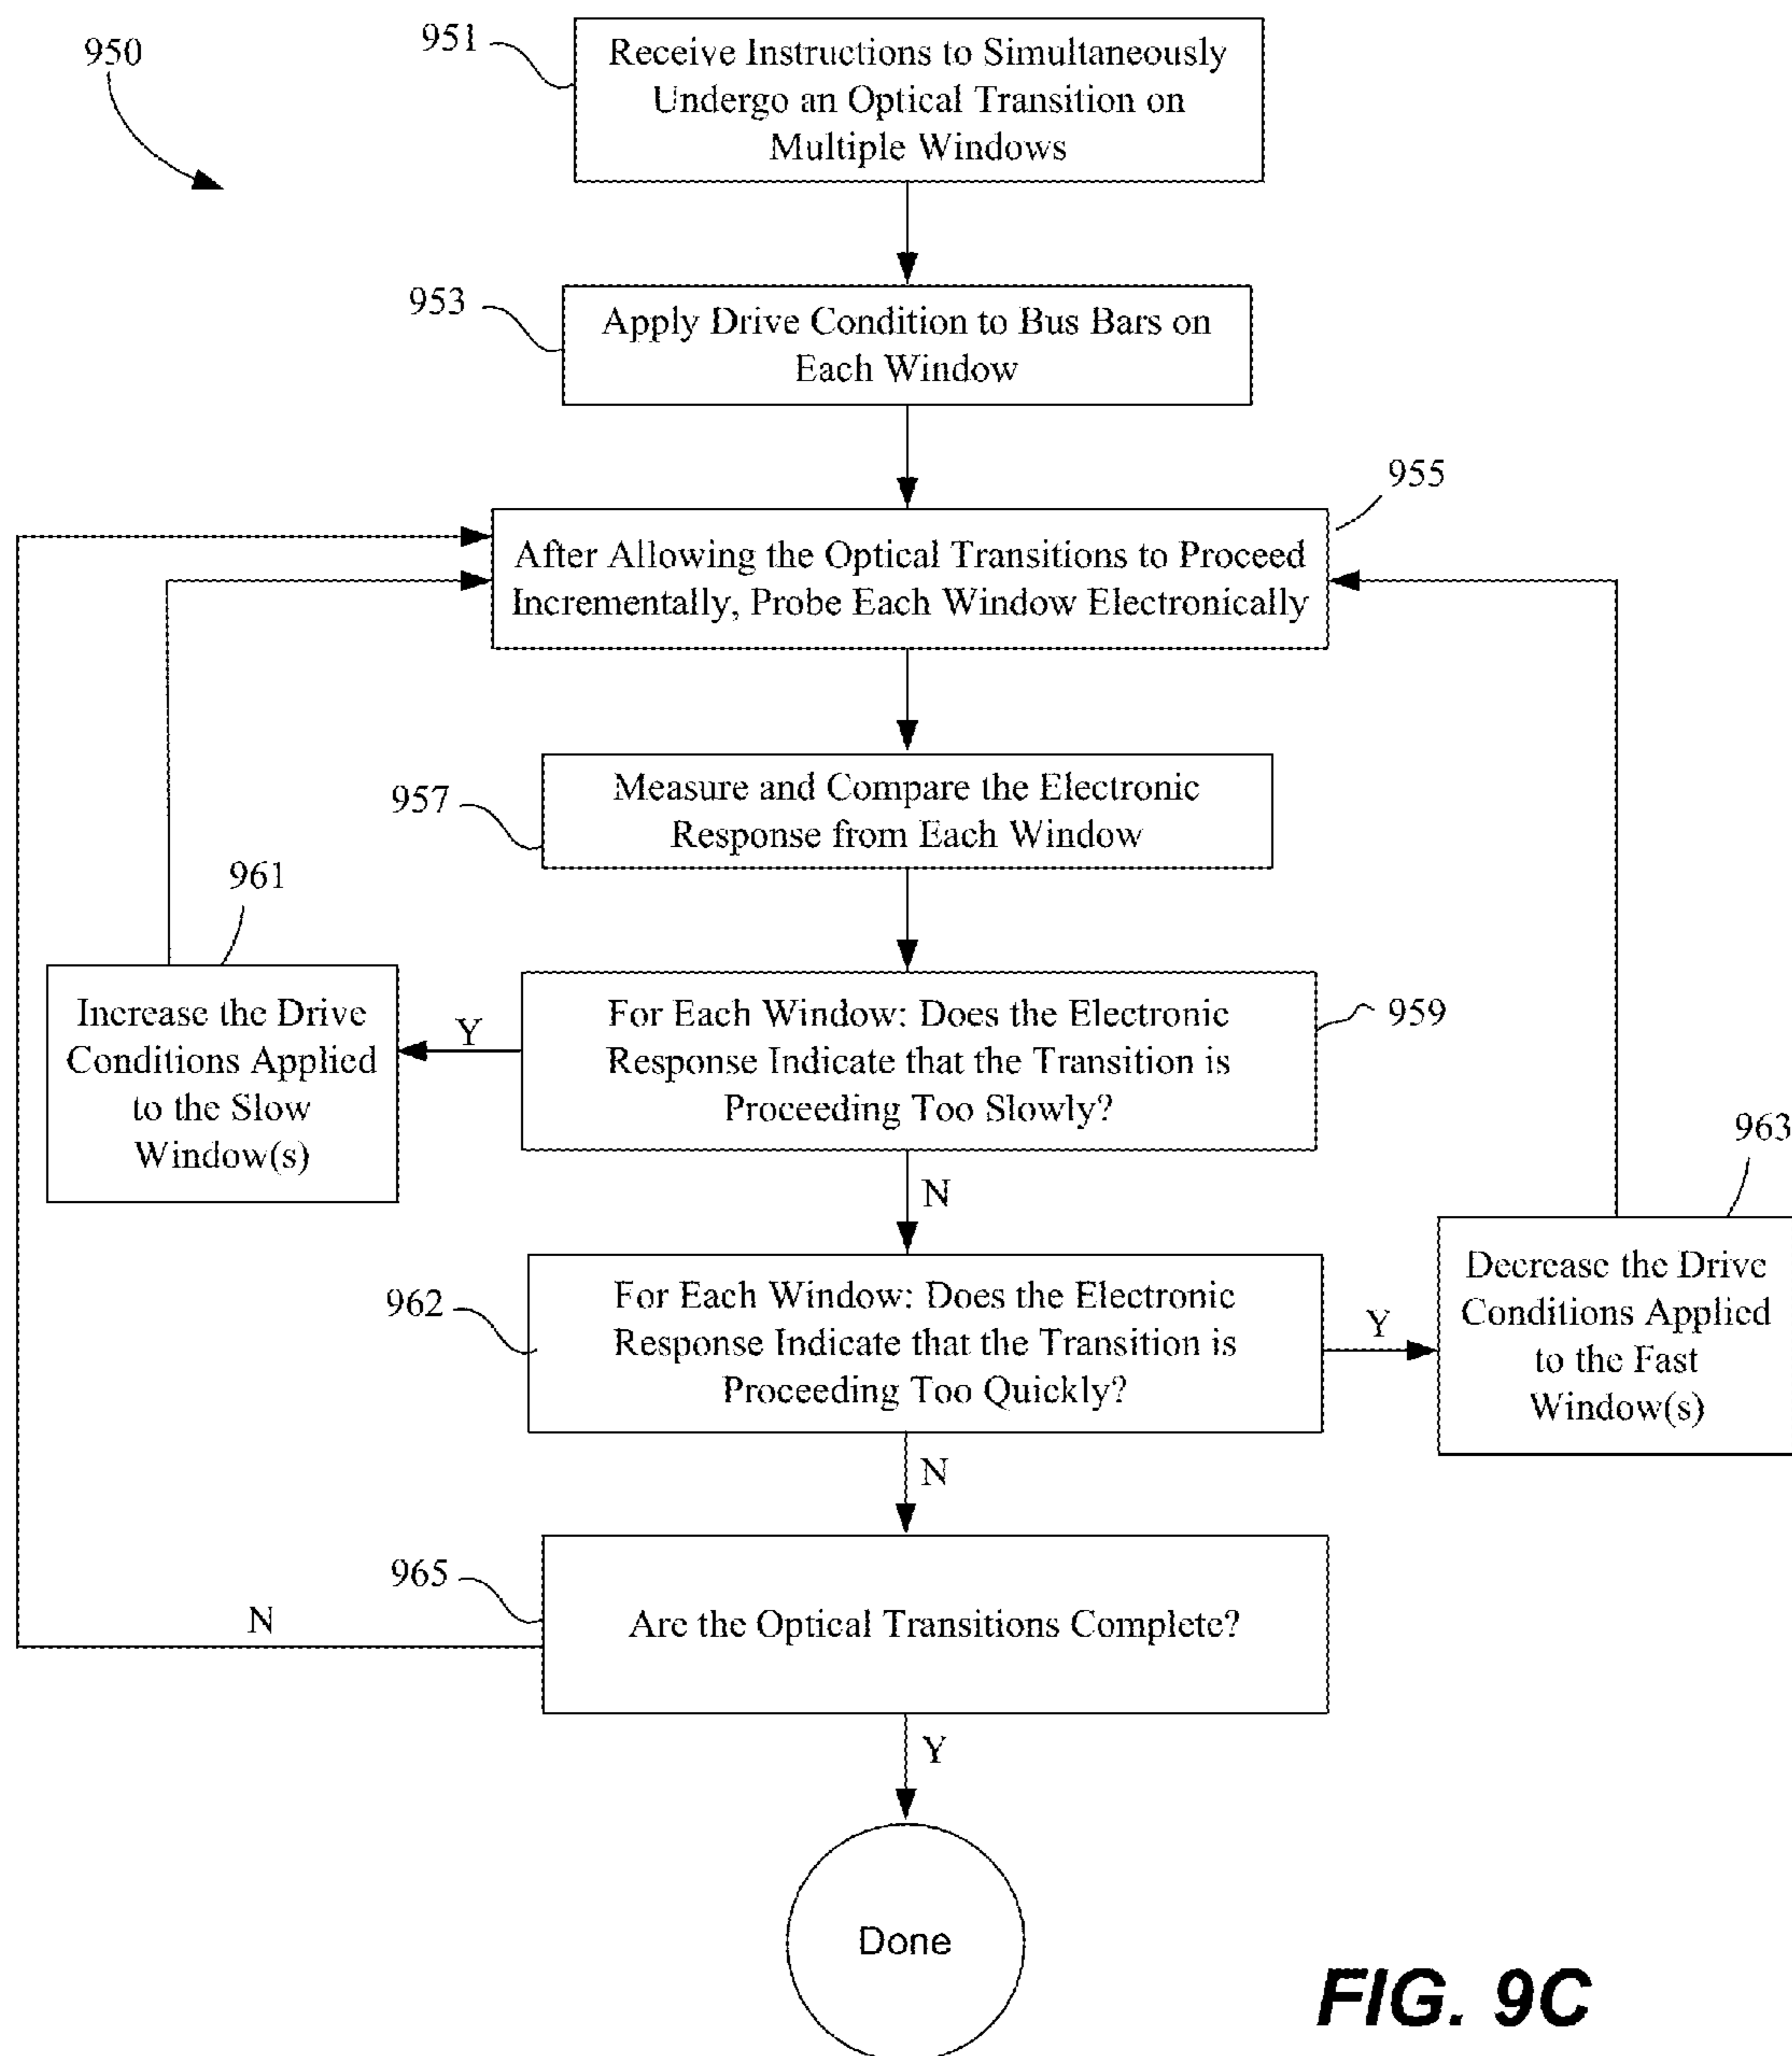 950
951
Receive Instructions to Simultaneously
Undergo an Optical Transition on
Multiple Windows
953
Apply Drive Condition to Bus Bars on
Each Window
955
After Allowing the Optical Transitions to Proceed
Incrementally, Probe Each Window Electronically
957
Measure and Compare the Electronic
Response from Each Window
961
Increase the Drive
Conditions Applied
to the Slow
Window(s)
Y
For Each Window: Does the Electronic
Response Indicate that the Transition is
Proceeding Too Slowly?
959
N
962
For Each Window: Does the Electronic
Response Indicate that the Transition is
Proceeding Too Quickly?
Y
963
Decrease the Drive
Conditions Applied
to the Fast
Window(s)
N
965
Are the Optical Transitions Complete?
N
Y
Done
FIG. 9C